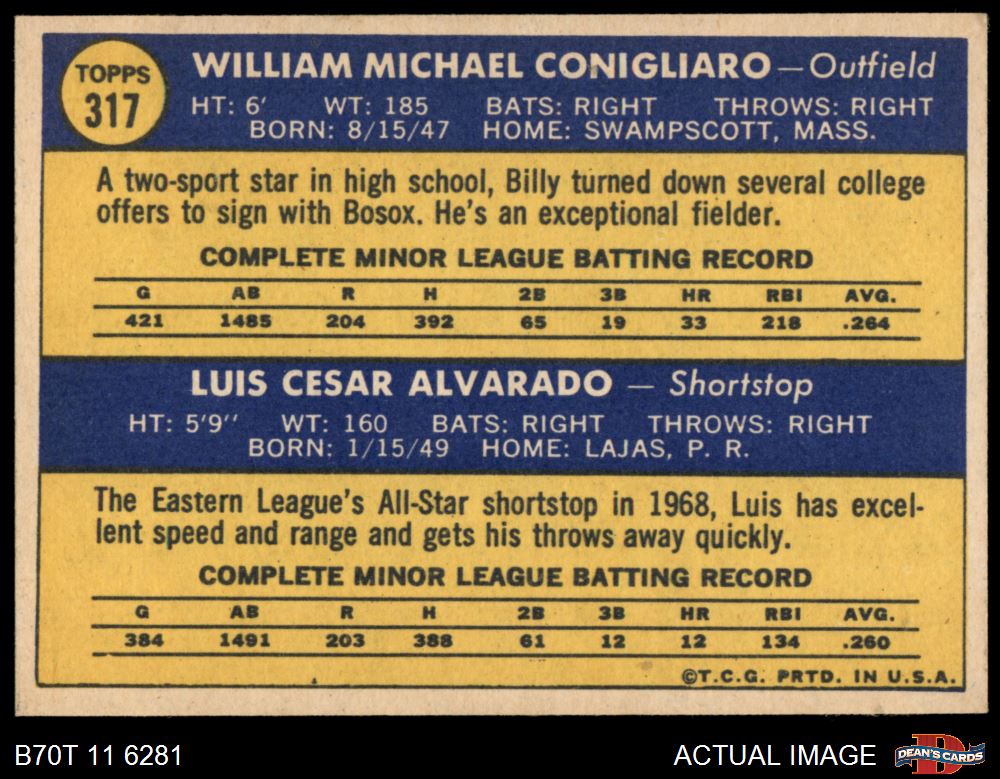 TOPPS
317
WILLIAM MICHAEL CONIGLIARO — Outfield
HT: 6' WT: 185 BATS: RIGHT THROWS: RIGHT
BORN: 8/15/47 HOME: SWAMPSCOTT, MASS.
A two-sport star in high school, Billy turned down several college
offers to sign with Bosox. He's an exceptional fielder.
COMPLETE MINOR LEAGUE BATTING RECORD
G AB R H 2B 3B HR RBI AVG.
421 1485 204 392 65 19 33 218 .264
LUIS CESAR ALVARADO — Shortstop
HT: 5'9'' WT: 160 BATS: RIGHT THROWS: RIGHT
BORN: 1/15/49 HOME: LAJAS, P. R.
The Eastern League's All-Star shortstop in 1968, Luis has excel-
lent speed and range and gets his throws away quickly.
COMPLETE MINOR LEAGUE BATTING RECORD
G AB R H 2B 3B HR RBI AVG.
384 1491 203 388 61 12 12 134 .260
©T.C.G. PRTD. IN U.S.A.
B70T 11 6281 ACTUAL IMAGE D DEAN'S CARDS